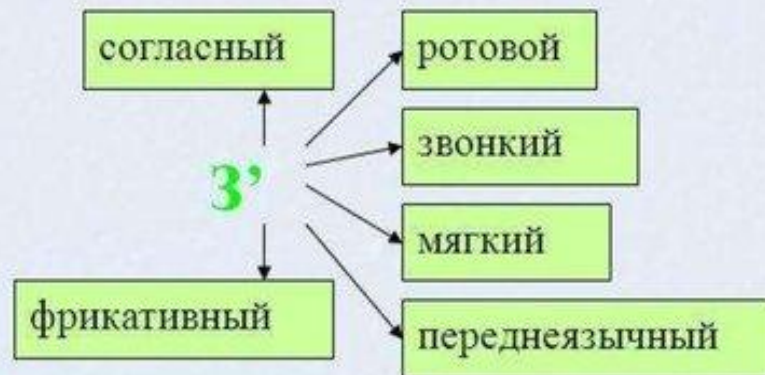 согласный
ротовой
звонкий
З’
мягкий
фрикативный
переднеязычный